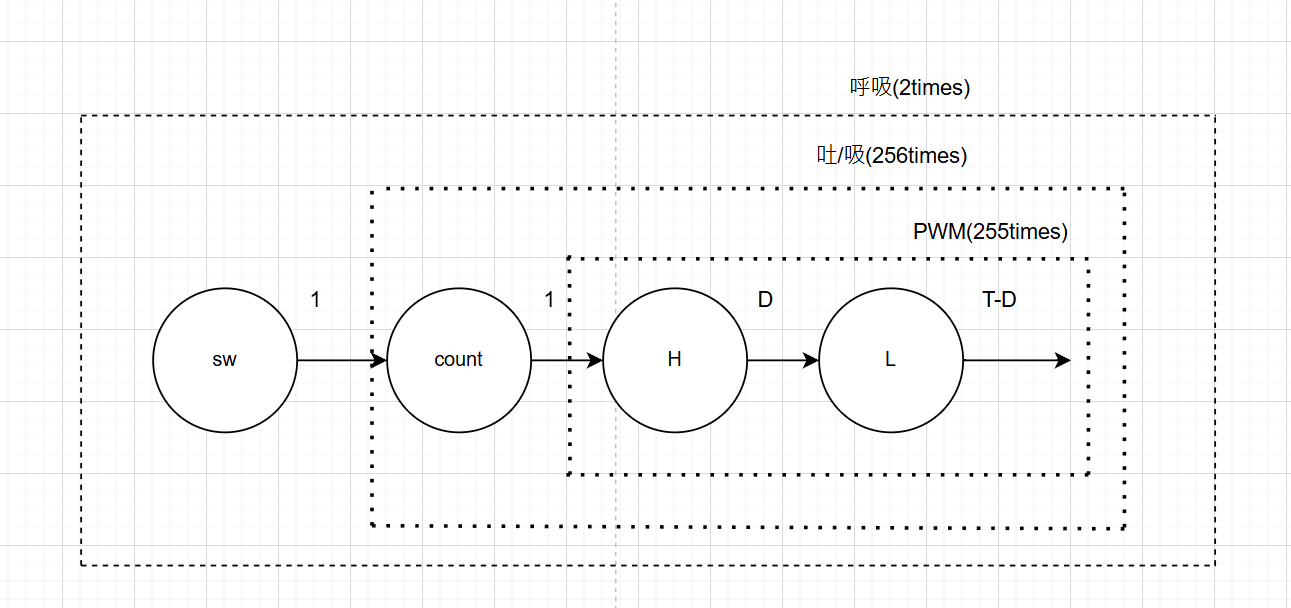 呼吸(2times)
吐/吸(256times)
PWM(255times)
1
1
D
T-D
sw
count
H
L